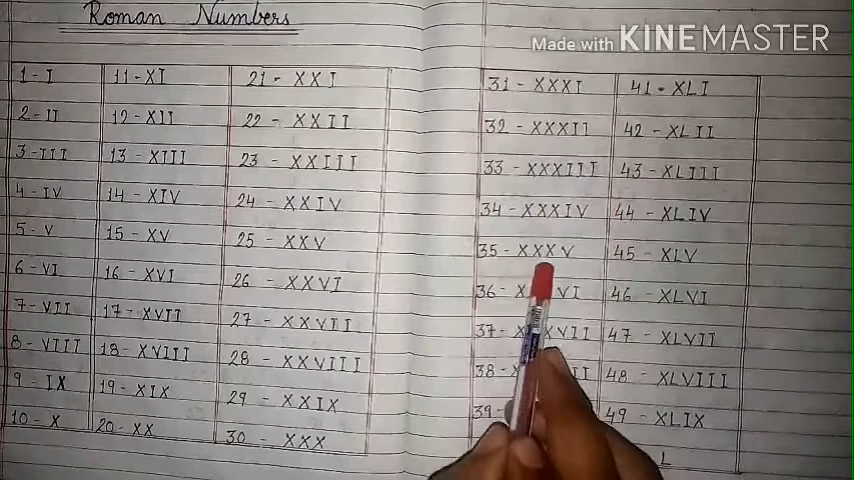 Roman Numbers
Made with KINEMASTER
1 - I
2 - II
3 - III
4 - IV
5 - V
6 - VI
7 - VII
8 - VIII
9 - IX
10 - X
11 - XI
12 - XII
13 - XIII
14 - XIV
15 - XV
16 - XVI
17 - XVII
18 - XVIII
19 - XIX
20 - XX
21 - XXI
22 - XXII
23 - XXIII
24 - XXIV
25 - XXV
26 - XXVI
27 - XXVII
28 - XXVIII
29 - XXIX
30 - XXX
31 - XXXI
32 - XXXII
33 - XXXIII
34 - XXXIV
35 - XXXV
36 -
37 -
38 -
39 -
41 - XLI
42 - XLII
43 - XLIII
44 - XLIV
45 - XLV
46 - XLVI
47 - XLVII
48 - XLVIII
49 - XLIX
L